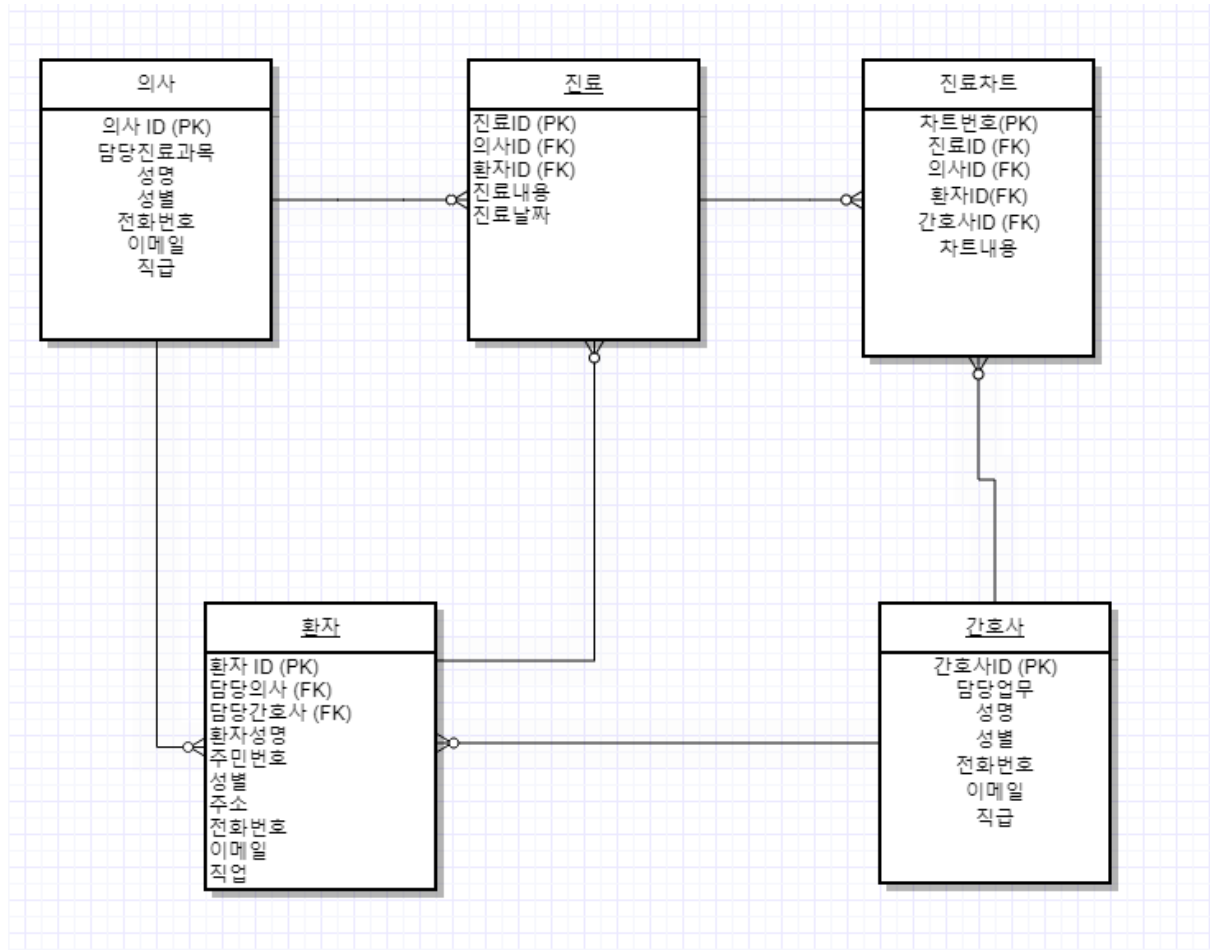 의사
의사 ID (PK)
담당진료과목
성명
성별
전화번호
이메일
직급
진료
진료ID (PK)
의사ID (FK)
환자ID (FK)
진료내용
진료날짜
진료차트
차트번호(PK)
진료ID (FK)
의사ID (FK)
환자ID(FK)
간호사ID (FK)
차트내용
환자
환자 ID (PK)
담당의사 (FK)
담당간호사 (FK)
환자성명
주민번호
성별
주소
전화번호
이메일
직업
간호사
간호사ID (PK)
담당업무
성명
성별
전화번호
이메일
직급